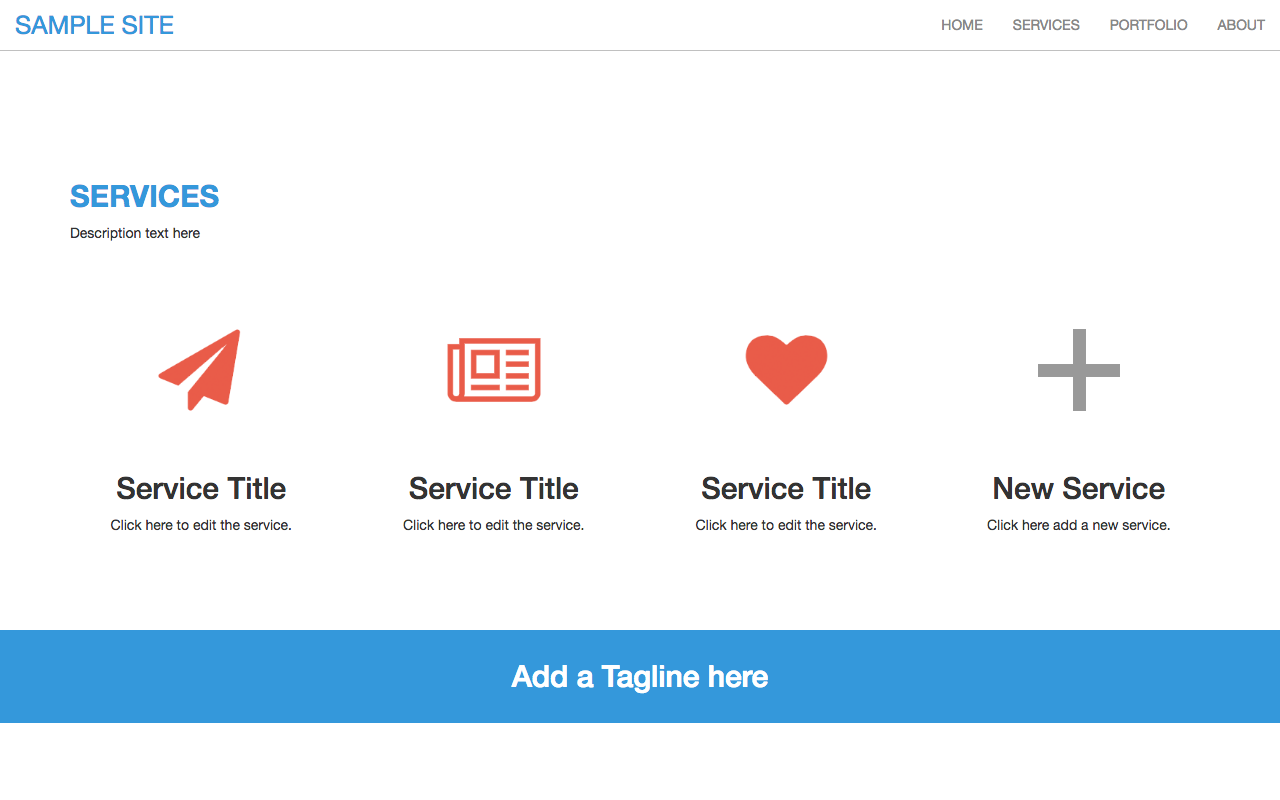 SAMPLE SITE
HOME SERVICES PORTFOLIO ABOUT
SERVICES
Description text here
Service Title
Click here to edit the service.
Service Title
Click here to edit the service.
Service Title
Click here to edit the service.
New Service
Click here add a new service.
Add a Tagline here